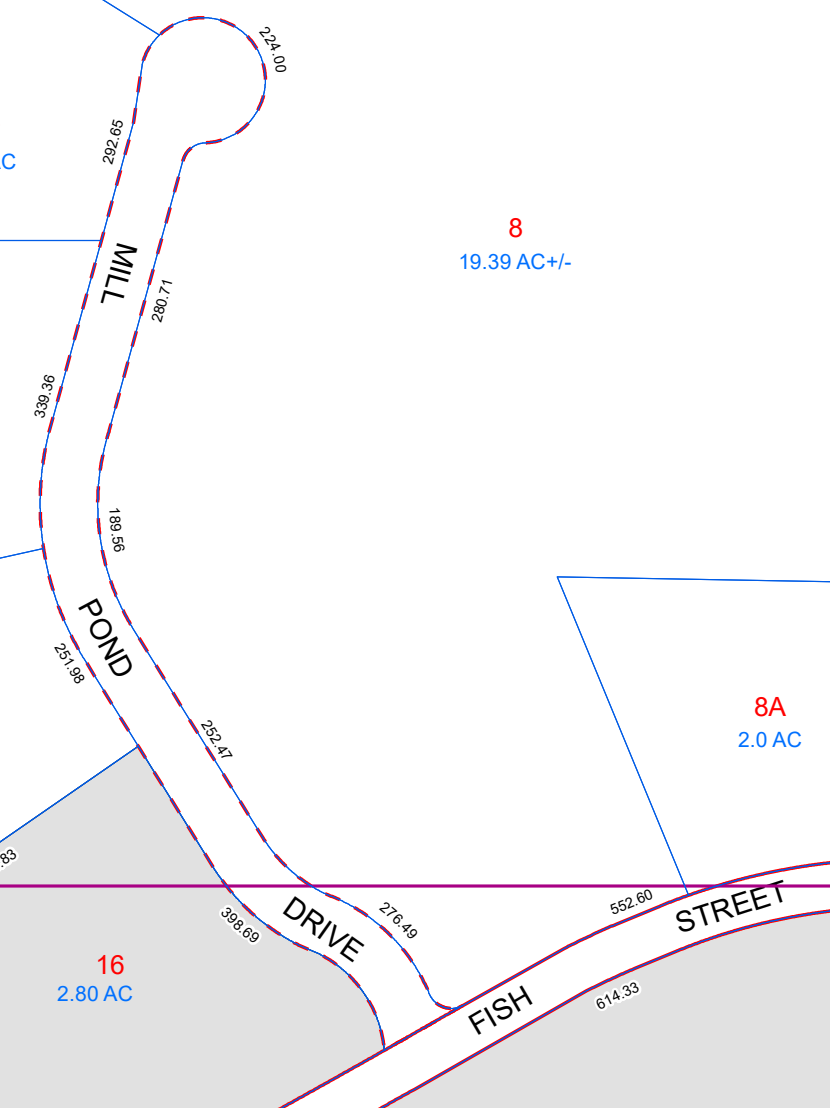 224.00
292.65
C
8
19.39 AC+/-
MILL
280.71
339.36
189.56
POND
251.98
8A
2.0 AC
252.47
.83
552.60
STREET
276.49
398.69
DRIVE
16
2.80 AC
FISH
614.33